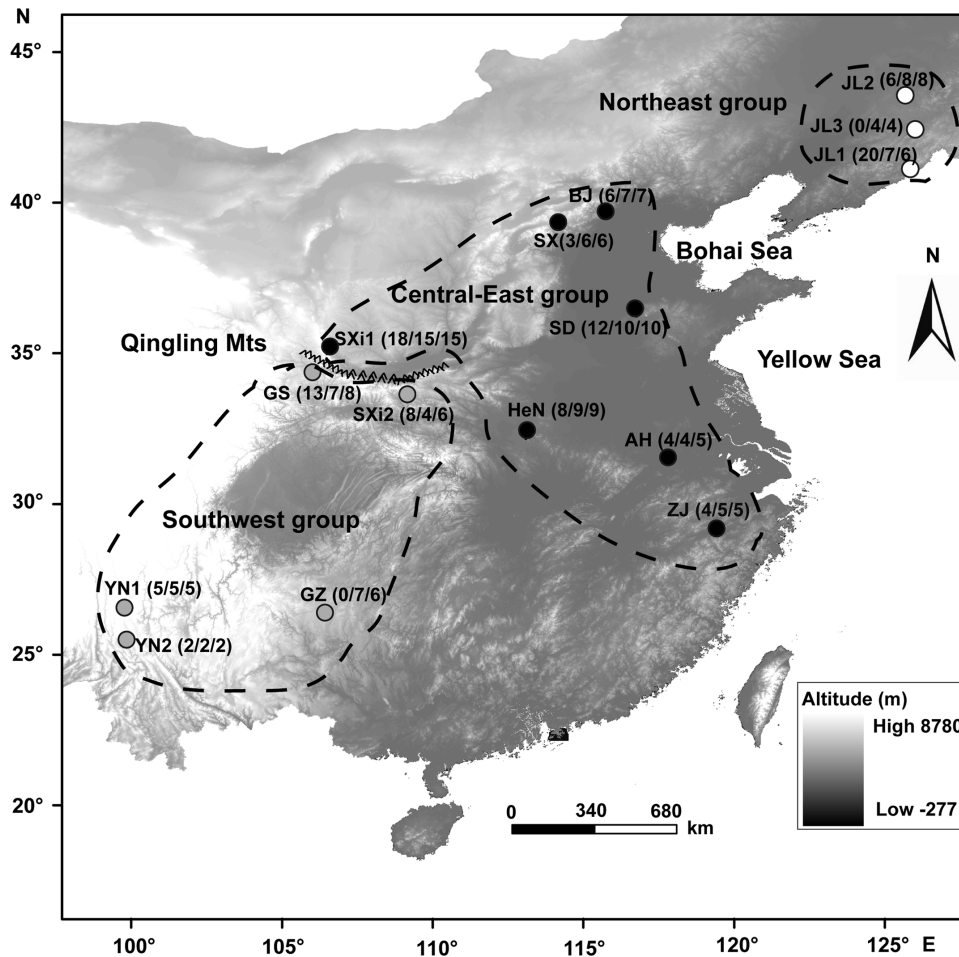 N
45°
40°
35°
30°
25°
20°
JL2 (6/8/8)
Northeast group
JL3 (0/4/4)
JL1 (20/7/6)
BJ (6/7/7)
SX(3/6/6)
Bohai Sea
N
Central-East group
SD (12/10/10)
Qingling Mts
SXi1 (18/15/15)
Yellow Sea
GS (13/7/8)
SXi2 (8/4/6)
HeN (8/9/9)
AH (4/4/5)
Southwest group
ZJ (4/5/5)
YN1 (5/5/5)
GZ (0/7/6)
YN2 (2/2/2)
Altitude (m)
High 8780
Low -277
0 340 680
km
100° 105° 110° 115° 120° 125° E